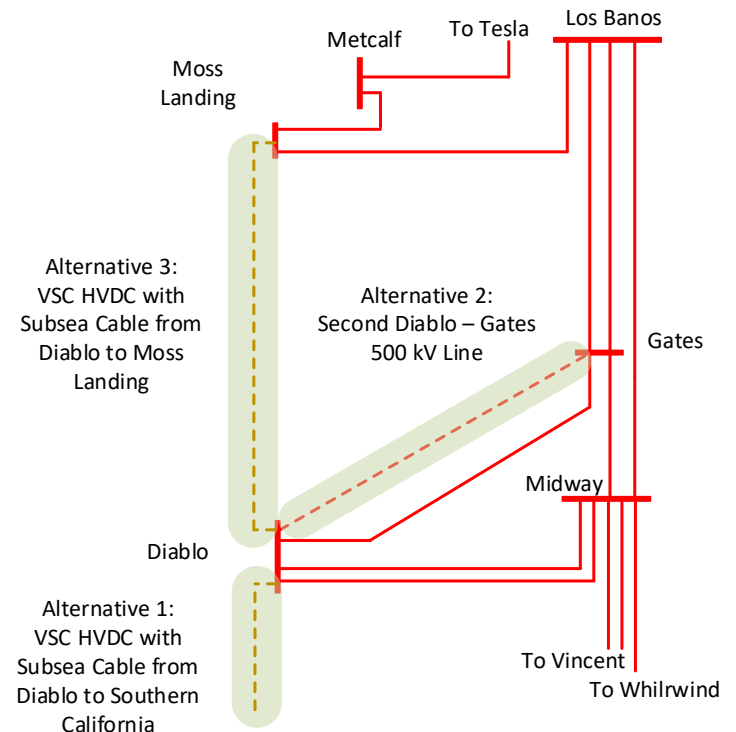 Los Banos
To Tesla
Metcalf
Moss
Landing
Alternative 3:
VSC HVDC with
Subsea Cable from
Diablo to Moss
Landing
Alternative 2:
Second Diablo – Gates
500 kV Line
Gates
Midway
Diablo
Alternative 1:
VSC HVDC with
Subsea Cable from
Diablo to Southern
California
To Vincent
To Whilrwind